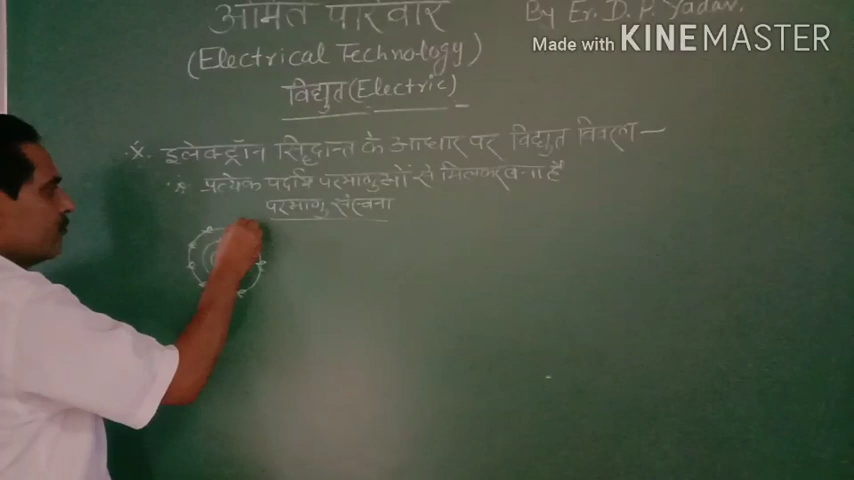 अमित परिवार
By Er. D. P. Yadav.
Made with KINEMASTER
(Electrical Technology)
विद्युत (Electric)
* इलेक्ट्रॉन सिद्धान्त के आधार पर विद्युत विवरण —
* प्रत्येक पदार्थ परमाणुओं से मिलकर बना है
परमाणु संरचना